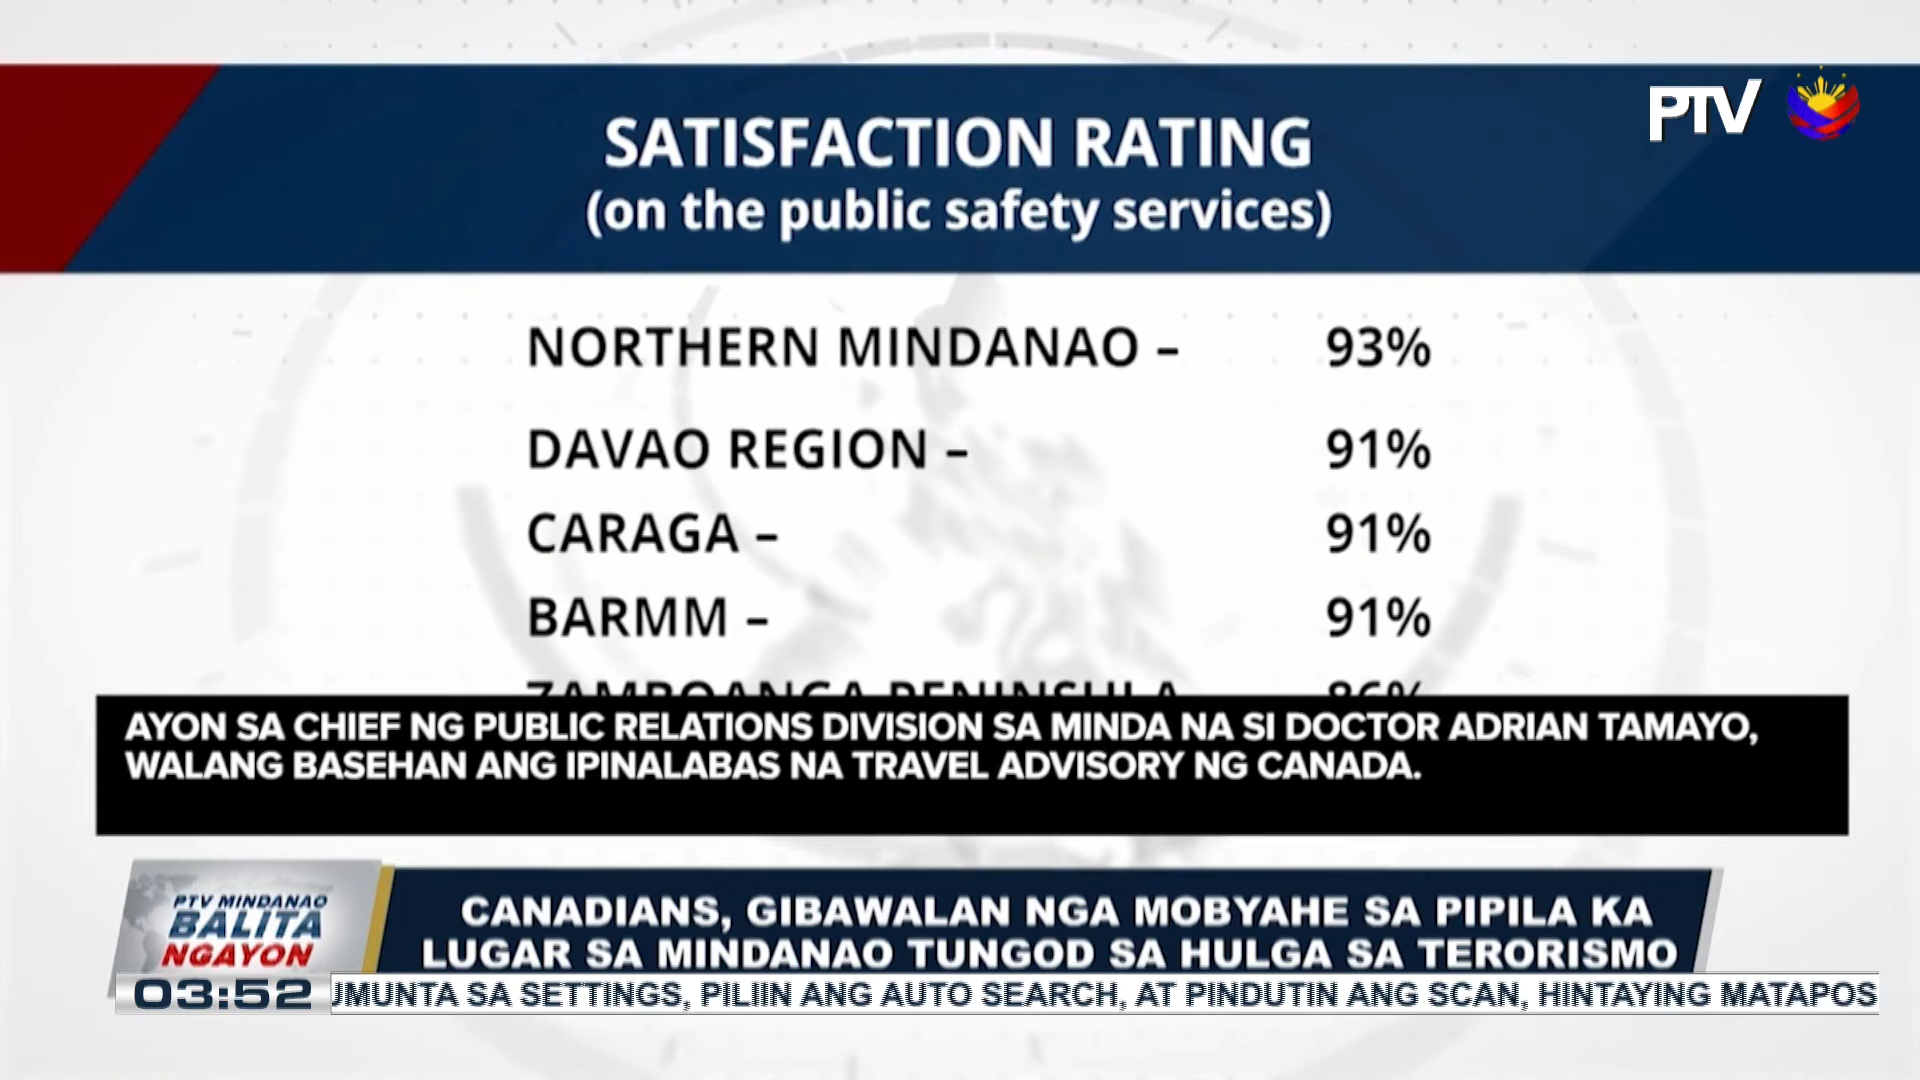 PTV
SATISFACTION RATING
(on the public safety services)
NORTHERN MINDANAO – 93%
DAVAO REGION – 91%
CARAGA – 91%
BARMM – 91%
ZAMBOANGA PENINSULA 86%
AYON SA CHIEF NG PUBLIC RELATIONS DIVISION SA MINDA NA SI DOCTOR ADRIAN TAMAYO,
WALANG BASEHAN ANG IPINALABAS NA TRAVEL ADVISORY NG CANADA.
PTV MINDANAO
BALITA
NGAYON
CANADIANS, GIBAWALAN NGA MOBYAHE SA PIPILA KA
LUGAR SA MINDANAO TUNGOD SA HULGA SA TERORISMO
03:52
UMUNTA SA SETTINGS, PILIIN ANG AUTO SEARCH, AT PINDUTIN ANG SCAN, HINTAYING MATAPOS